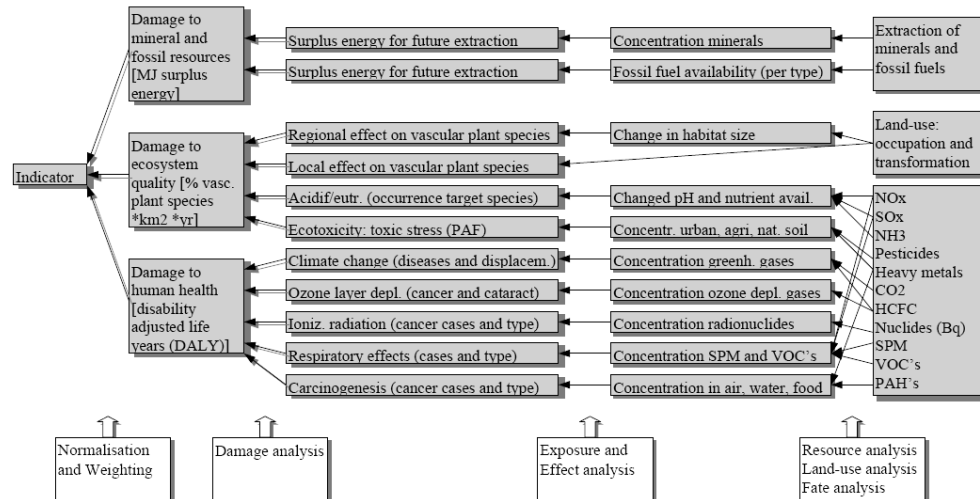 Damage to
mineral and
fossil resources
[MJ surplus
energy]
Surplus energy for future extraction
Concentration minerals
Extraction of
minerals and
fossil fuels
Surplus energy for future extraction
Fossil fuel availability (per type)
Indicator
Damage to
ecosystem
quality [% vasc.
plant species
*km2 *yr]
Regional effect on vascular plant species
Change in habitat size
Land-use:
occupation and
transformation
Local effect on vascular plant species
Acidif/eutr. (occurrence target species)
Changed pH and nutrient avail.
Ecotoxicity: toxic stress (PAF)
Concentr. urban, agri, nat. soil
Damage to
human health
[disability
adjusted life
years (DALY)]
Climate change (diseases and displacem.)
Concentration greenh. gases
Ozone layer depl. (cancer and cataract)
Concentration ozone depl. gases
Ioniz. radiation (cancer cases and type)
Concentration radionuclides
Respiratory effects (cases and type)
Concentration SPM and VOC's
Carcinogenesis (cancer cases and type)
Concentration in air, water, food
NOx
SOx
NH3
Pesticides
Heavy metals
CO2
HCFC
Nuclides (Bq)
SPM
VOC's
PAH's
Normalisation
and Weighting
Damage analysis
Exposure and
Effect analysis
Resource analysis
Land-use analysis
Fate analysis